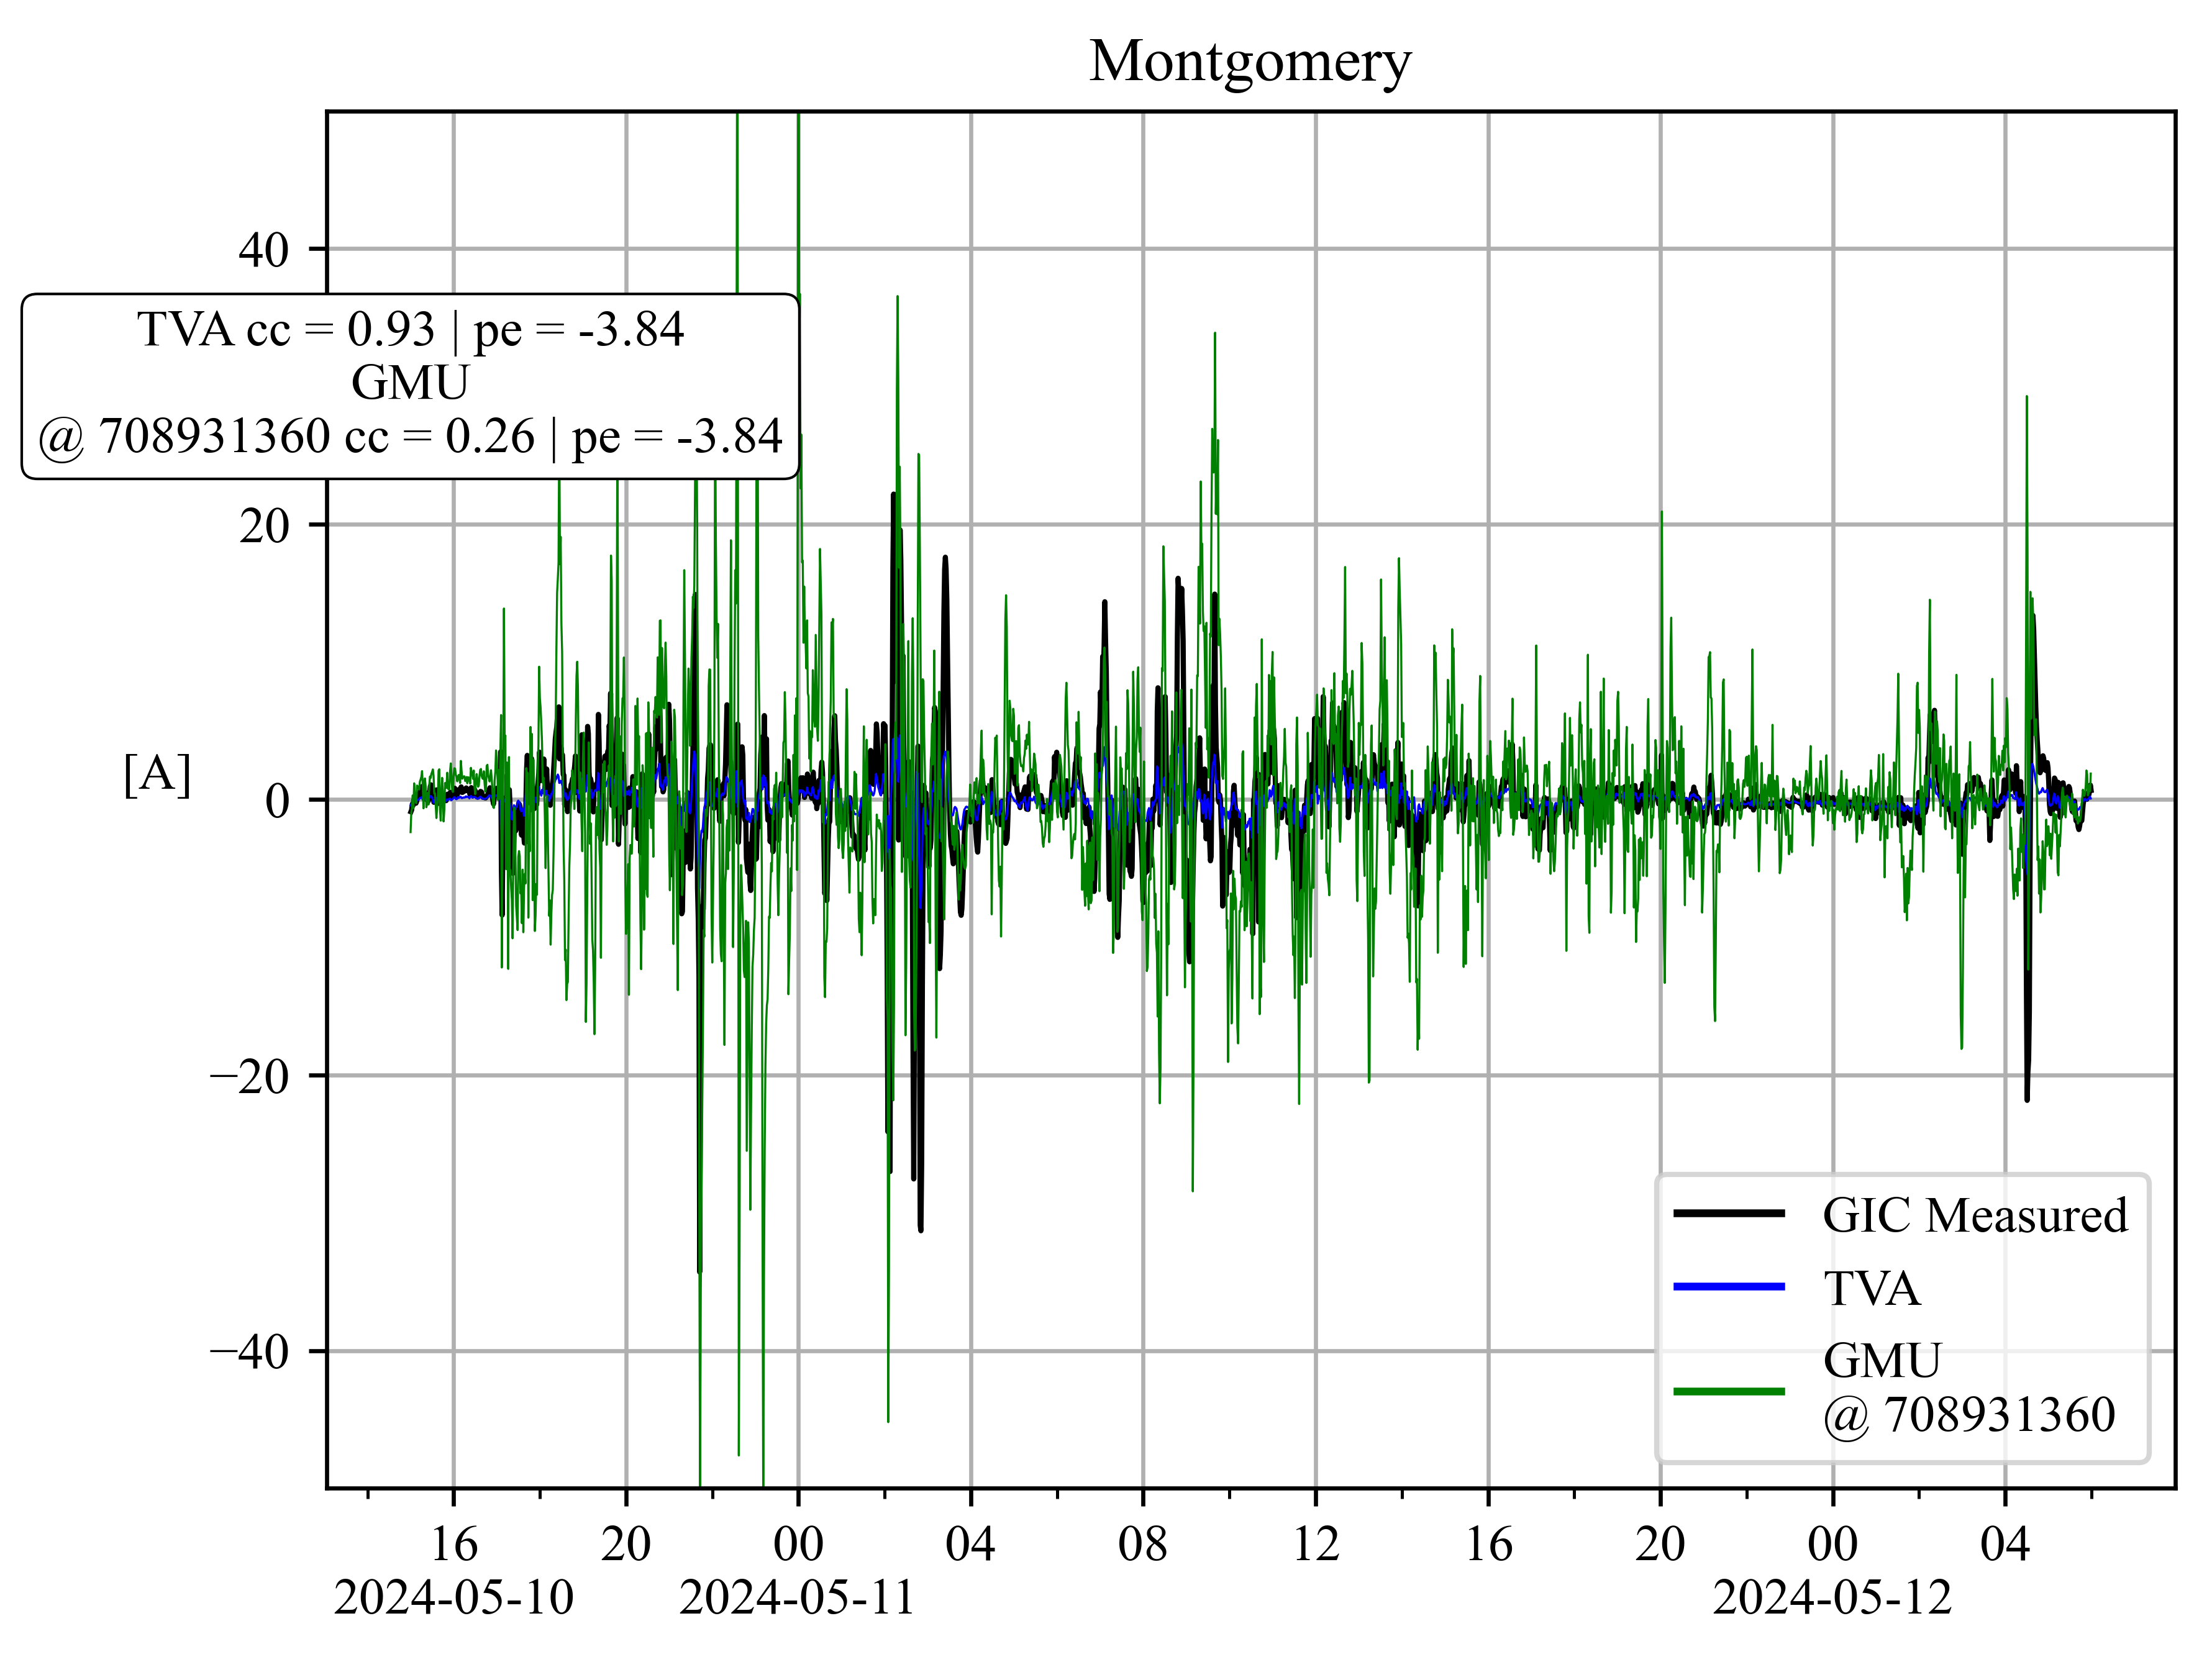 Montgomery
40
TVA cc = 0.93 | pe = -3.84
GMU
@ 708931360 cc = 0.26 | pe = -3.84
20
[A]
0
−20
−40
GIC Measured
TVA
GMU
@ 708931360
16 20 00 04 08 12 16 20 00 04
2024-05-10 2024-05-11 2024-05-12